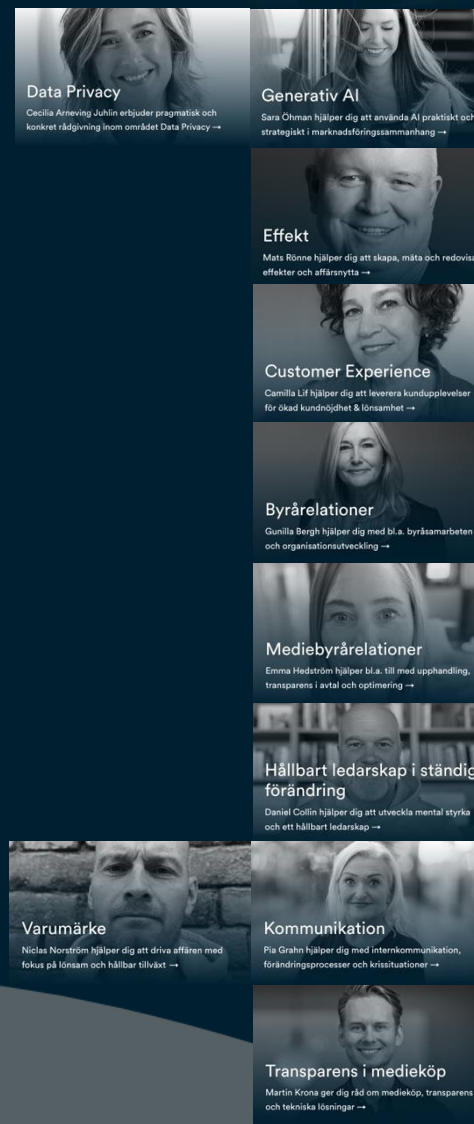 Data Privacy
Cecilia Arneving Juhlin erbjuder pragmatisk och
konkret rådgivning inom området Data Privacy →
Generativ AI
Sara Öhman hjälper dig att använda AI praktiskt och
strategiskt i marknadsföringssammanhang →
Effekt
Mats Rönne hjälper dig att skapa, mäta och redovisa
effekter och affärsnytta →
Customer Experience
Camilla Lif hjälper dig att leverera kundupplevelser
för ökad kundnöjdhet & lönsamhet →
Byrårelationer
Gunilla Bergh hjälper dig med bl.a. byråsamarbeten
och organisationsutveckling →
Mediebyrårelationer
Emma Hedström hjälper bl.a. till med upphandling,
transparens i avtal och optimering →
Hållbart ledarskap i ständig
förändring
Daniel Collin hjälper dig att utveckla mental styrka
och ett hållbart ledarskap →
Varumärke
Niclas Norström hjälper dig att driva affären med
fokus på lönsam och hållbar tillväxt →
Kommunikation
Pia Grahn hjälper dig med internkommunikation,
förändringsprocesser och krissituationer →
Transparens i medieköp
Martin Krona ger dig råd om medieköp, transparens
och tekniska lösningar →